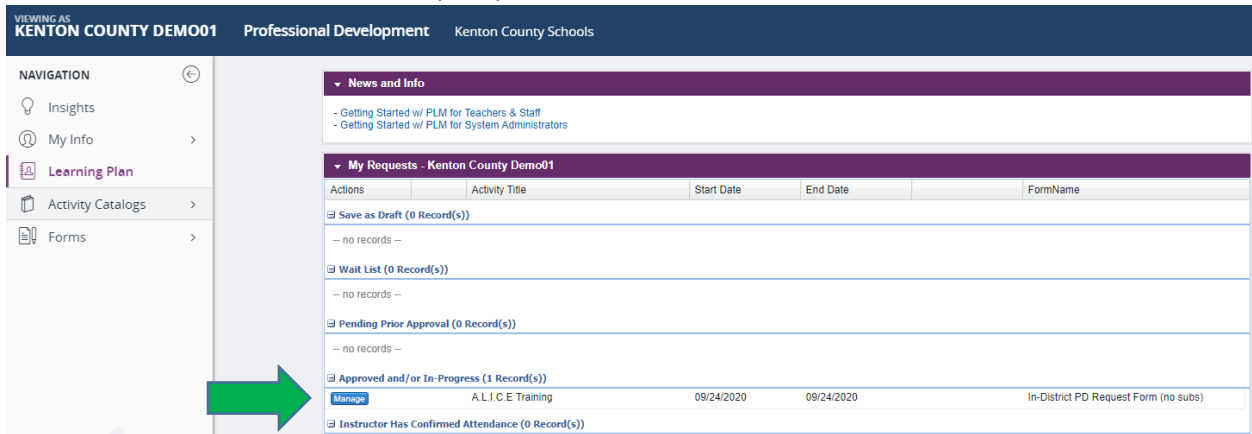 VIEWING AS
KENTON COUNTY DEMO01 Professional Development Kenton County Schools
NAVIGATION
Insights
My Info
Learning Plan
Activity Catalogs
Forms
News and Info
- Getting Started w/ PLM for Teachers & Staff
- Getting Started w/ PLM for System Administrators
My Requests - Kenton County Demo01
Actions Activity Title Start Date End Date FormName
Save as Draft (0 Record(s))
-- no records --
Wait List (0 Record(s))
-- no records --
Pending Prior Approval (0 Record(s))
-- no records --
Approved and/or In-Progress (1 Record(s))
Manage A.L.I.C.E Training 09/24/2020 09/24/2020 In-District PD Request Form (no subs)
Instructor Has Confirmed Attendance (0 Record(s))